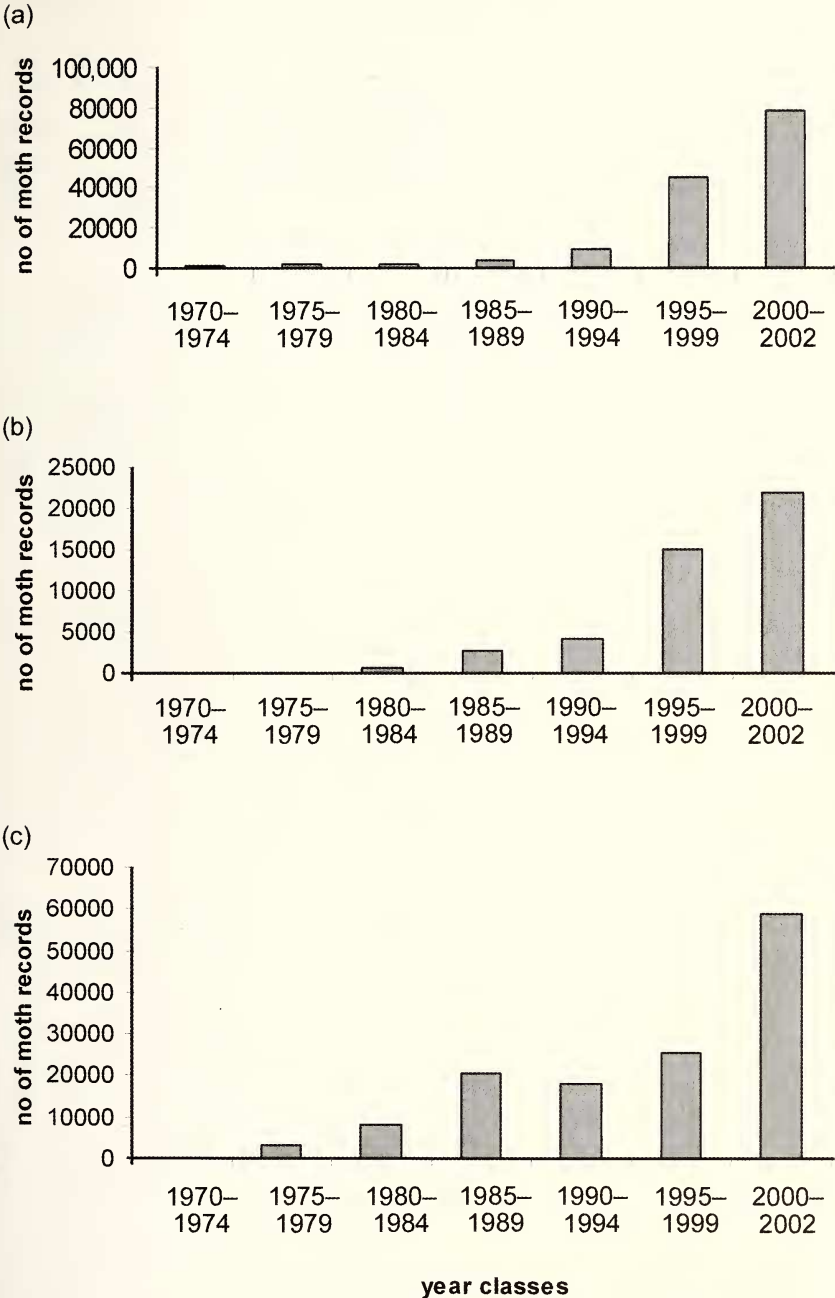 (a)
no of moth records
100,000
80000
60000
40000
20000
0
1970– 1975– 1980– 1985– 1990– 1995– 2000–
1974 1979 1984 1989 1994 1999 2002
(b)
no of moth records
25000
20000
15000
10000
5000
0
1970– 1975– 1980– 1985– 1990– 1995– 2000–
1974 1979 1984 1989 1994 1999 2002
(c)
no of moth records
70000
60000
50000
40000
30000
20000
10000
0
1970– 1975– 1980– 1985– 1990– 1995– 2000–
1974 1979 1984 1989 1994 1999 2002
year classes